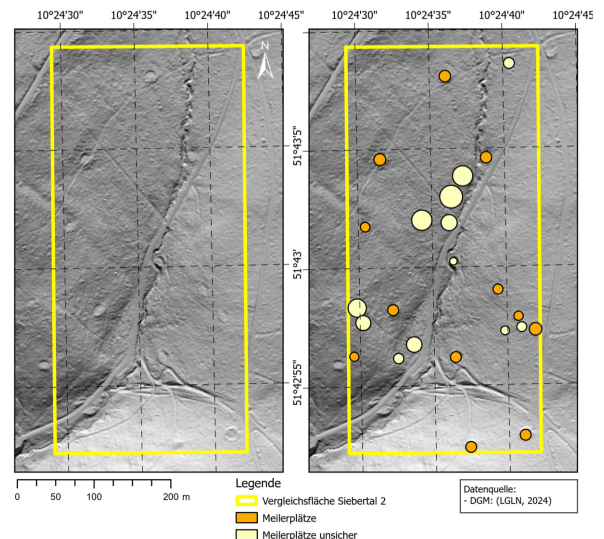 10°24'30" 10°24'35" 10°24'40" 10°24'45" 10°24'30" 10°24'35" 10°24'40" 10°24'45"
N
51°43'5"
51°43'
51°42'55"
0 50 100 200 m
Legende
Vergleichsfläche Siebertal 2
Meilerplätze
Meilerplätze unsicher
Datenquelle:
- DGM: (LGLN, 2024)